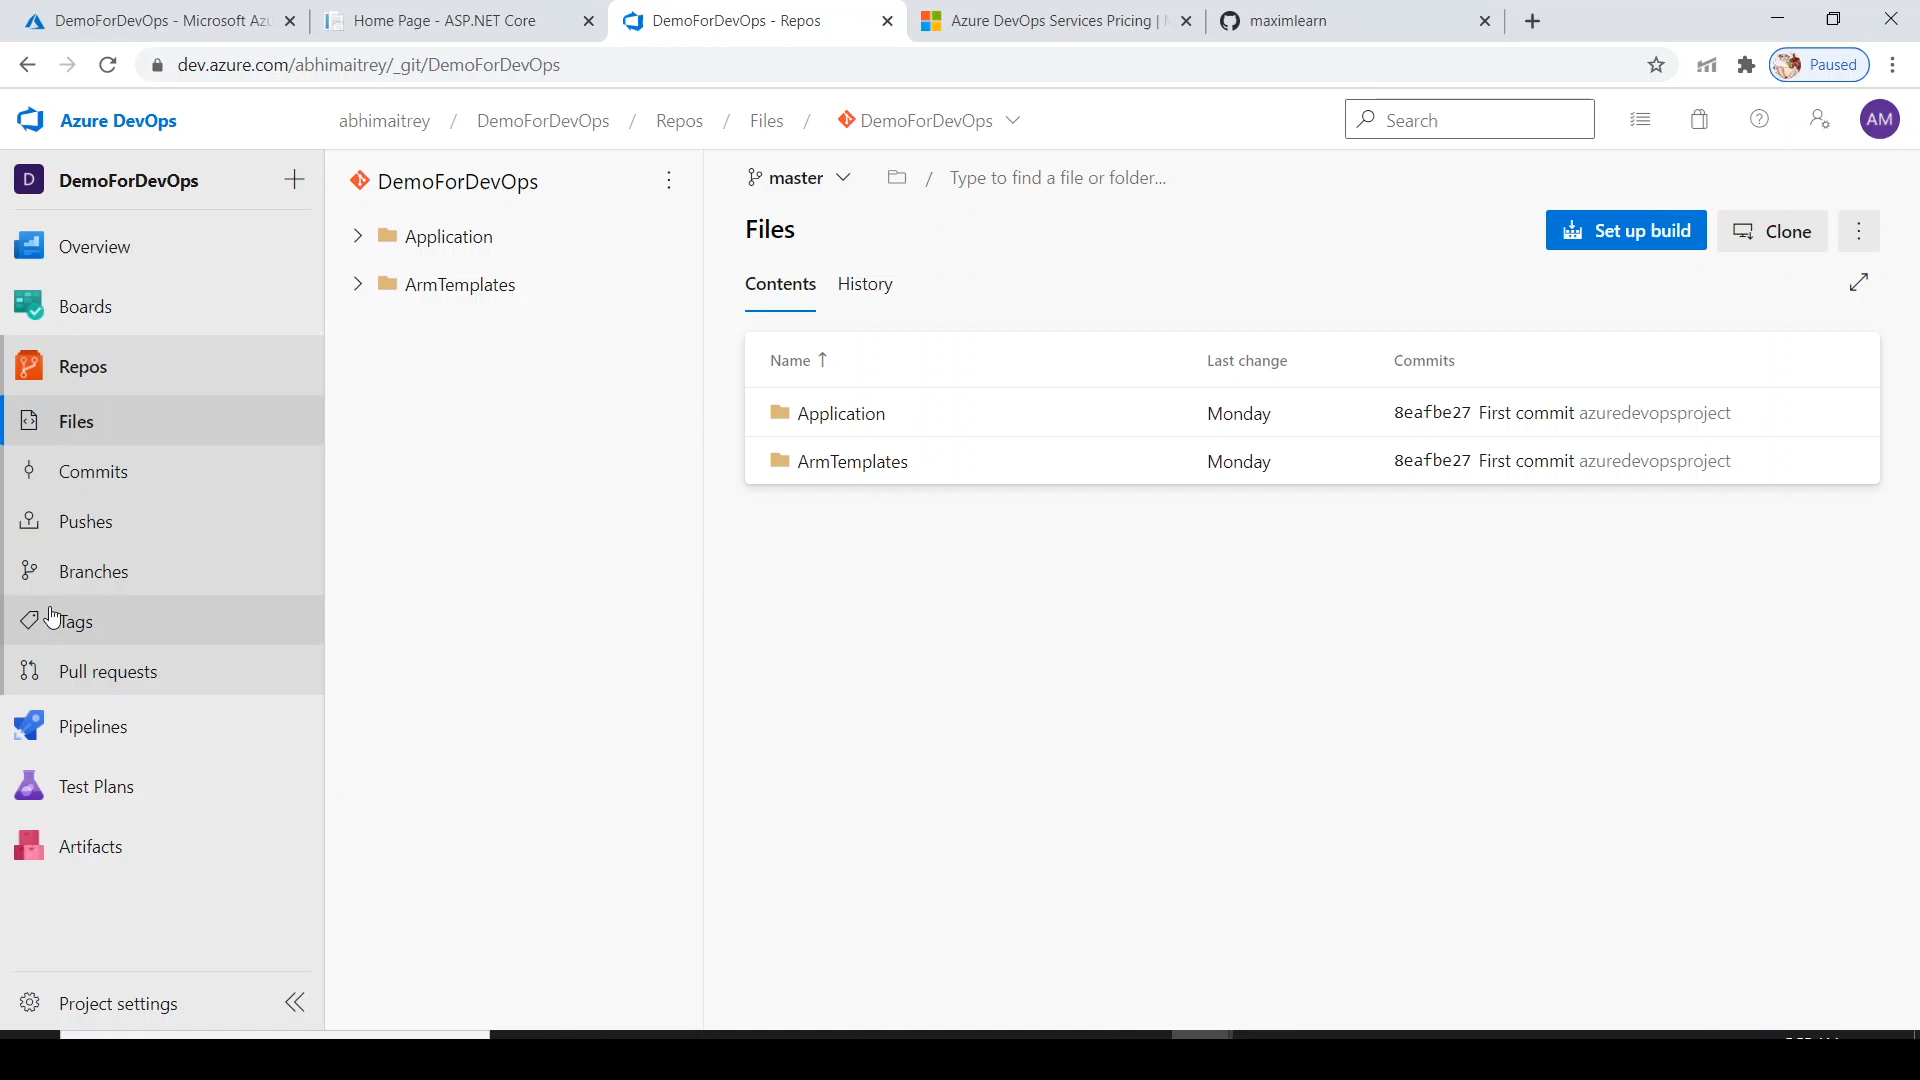 DemoForDevOps - Microsoft Azu
Home Page - ASP.NET Core
DemoForDevOps - Repos
Azure DevOps Services Pricing |
maximlearn
dev.azure.com/abhimaitrey/_git/DemoForDevOps
Paused
Azure DevOps
abhimaitrey / DemoForDevOps / Repos / Files / DemoForDevOps
Search
AM
D DemoForDevOps
Overview
Boards
Repos
Files
Commits
Pushes
Branches
Tags
Pull requests
Pipelines
Test Plans
Artifacts
Project settings
DemoForDevOps
Application
ArmTemplates
master
/ Type to find a file or folder...
Files
Set up build
Clone
Contents
History
Name Last change Commits
Application Monday 8eafbe27 First commit azuredevopsproject
ArmTemplates Monday 8eafbe27 First commit azuredevopsproject